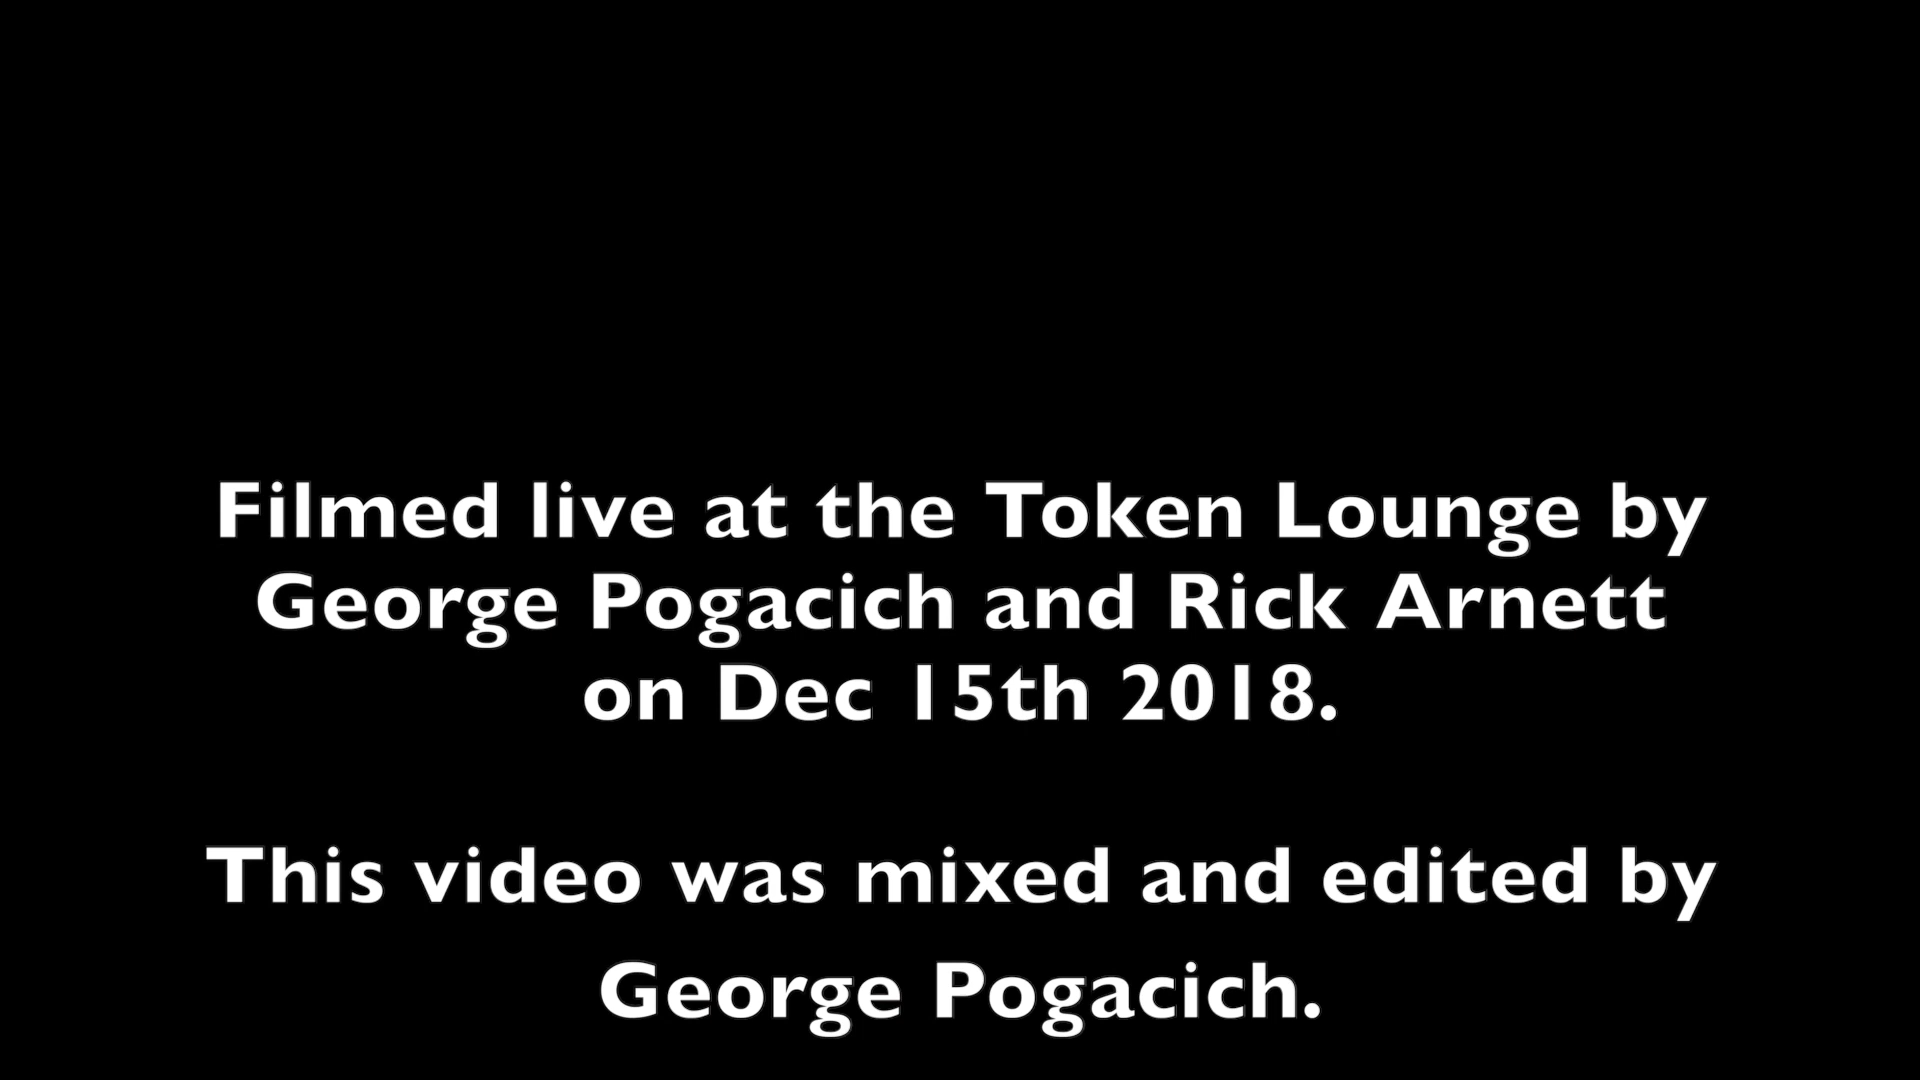 Filmed live at the Token Lounge by
George Pogacich and Rick Arnett
on Dec 15th 2018.
This video was mixed and edited by
George Pogacich.